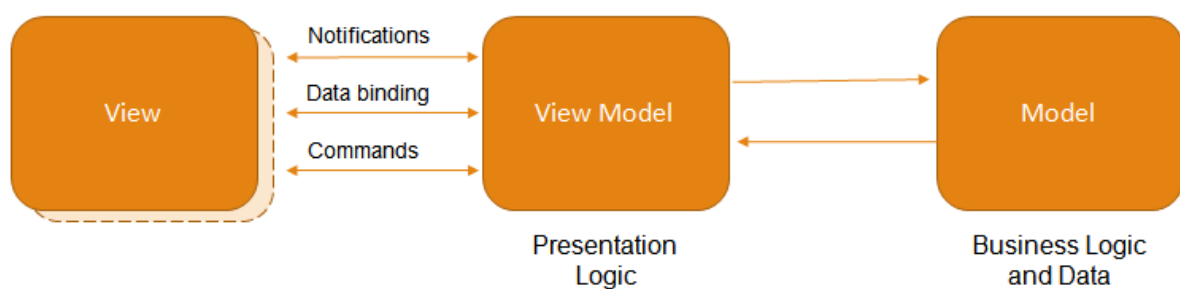 Notifications
Data binding
Commands
View
View Model
Model
Presentation
Logic
Business Logic
and Data